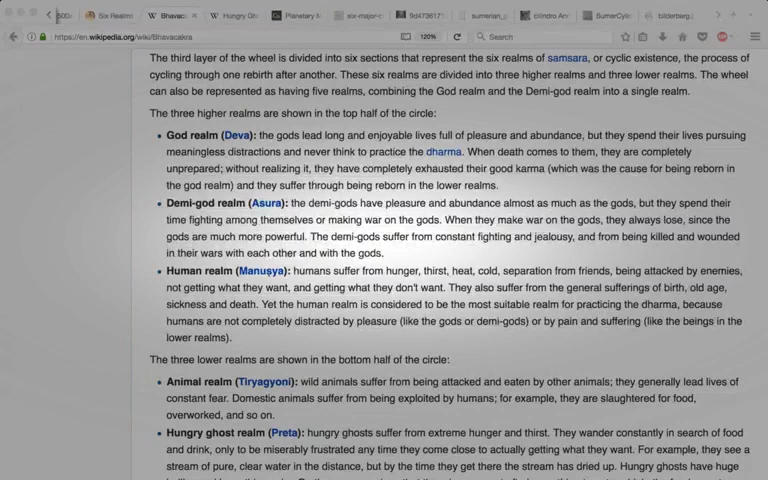 Six Realms
Bhavac
Hungry Gh
Planetary M
six-major-c
9d473617
sumerian_g
cilindro An
SumerCyli
bilderberg.
https://en.wikipedia.org/wiki/Bhavacakra
120%
Search
The third layer of the wheel is divided into six sections that represent the six realms of samsara, or cyclic existence, the process of
cycling through one rebirth after another. These six realms are divided into three higher realms and three lower realms. The wheel
can also be represented as having five realms, combining the God realm and the Demi-god realm into a single realm.
The three higher realms are shown in the top half of the circle:
• God realm (Deva): the gods lead long and enjoyable lives full of pleasure and abundance, but they spend their lives pursuing
meaningless distractions and never think to practice the dharma. When death comes to them, they are completely
unprepared; without realizing it, they have completely exhausted their good karma (which was the cause for being reborn in
the god realm) and they suffer through being reborn in the lower realms.
• Demi-god realm (Asura): the demi-gods have pleasure and abundance almost as much as the gods, but they spend their
time fighting among themselves or making war on the gods. When they make war on the gods, they always lose, since the
gods are much more powerful. The demi-gods suffer from constant fighting and jealousy, and from being killed and wounded
in their wars with each other and with the gods.
• Human realm (Manuṣya): humans suffer from hunger, thirst, heat, cold, separation from friends, being attacked by enemies,
not getting what they want, and getting what they don't want. They also suffer from the general sufferings of birth, old age,
sickness and death. Yet the human realm is considered to be the most suitable realm for practicing the dharma, because
humans are not completely distracted by pleasure (like the gods or demi-gods) or by pain and suffering (like the beings in the
lower realms).
The three lower realms are shown in the bottom half of the circle:
• Animal realm (Tiryagyoni): wild animals suffer from being attacked and eaten by other animals; they generally lead lives of
constant fear. Domestic animals suffer from being exploited by humans; for example, they are slaughtered for food,
overworked, and so on.
• Hungry ghost realm (Preta): hungry ghosts suffer from extreme hunger and thirst. They wander constantly in search of food
and drink, only to be miserably frustrated any time they come close to actually getting what they want. For example, they see a
stream of pure, clear water in the distance, but by the time they get there the stream has dried up. Hungry ghosts have huge